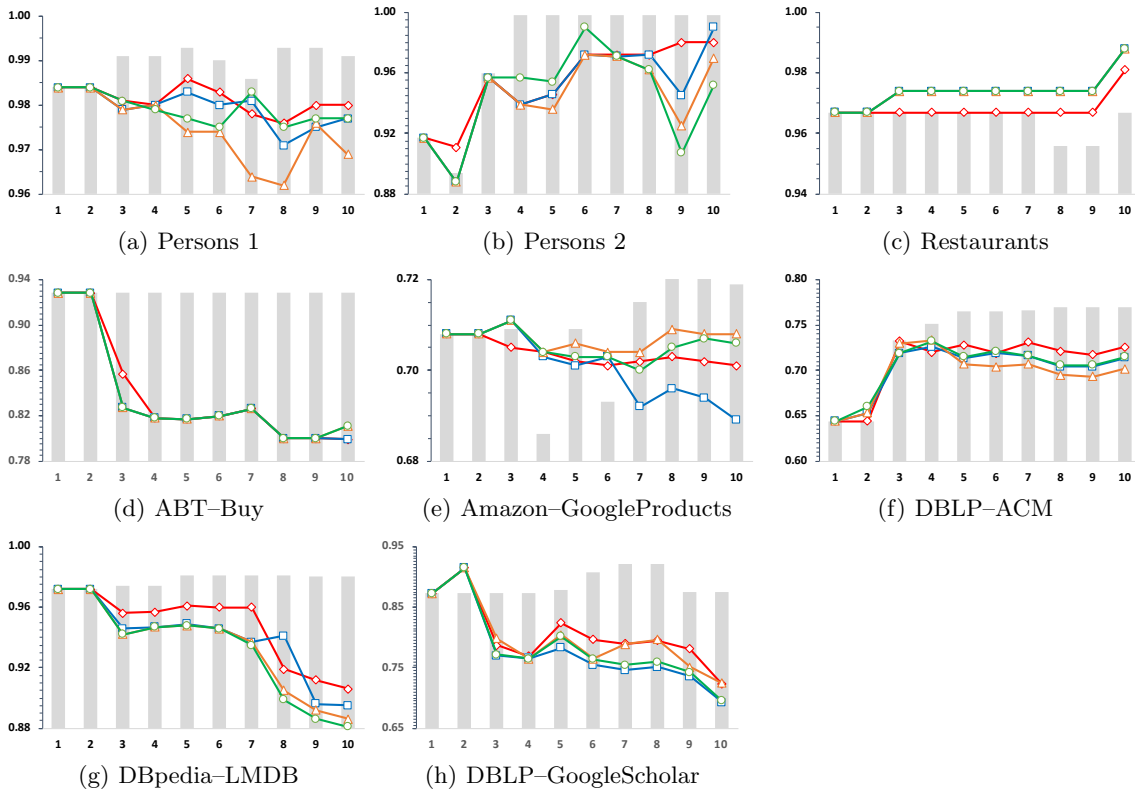 1.00
0.99
0.98
0.97
0.96
1 2 3 4 5 6 7 8 9 10
(a) Persons 1
1.00
0.96
0.92
0.88
1 2 3 4 5 6 7 8 9 10
(b) Persons 2
1.00
0.98
0.96
0.94
1 2 3 4 5 6 7 8 9 10
(c) Restaurants
0.94
0.90
0.86
0.82
0.78
1 2 3 4 5 6 7 8 9 10
(d) ABT–Buy
0.72
0.70
0.68
1 2 3 4 5 6 7 8 9 10
(e) Amazon–GoogleProducts
0.80
0.75
0.70
0.65
0.60
1 2 3 4 5 6 7 8 9 10
(f) DBLP–ACM
1.00
0.96
0.92
0.88
1 2 3 4 5 6 7 8 9 10
(g) DBpedia–LMDB
0.95
0.85
0.75
0.65
1 2 3 4 5 6 7 8 9 10
(h) DBLP–GoogleScholar